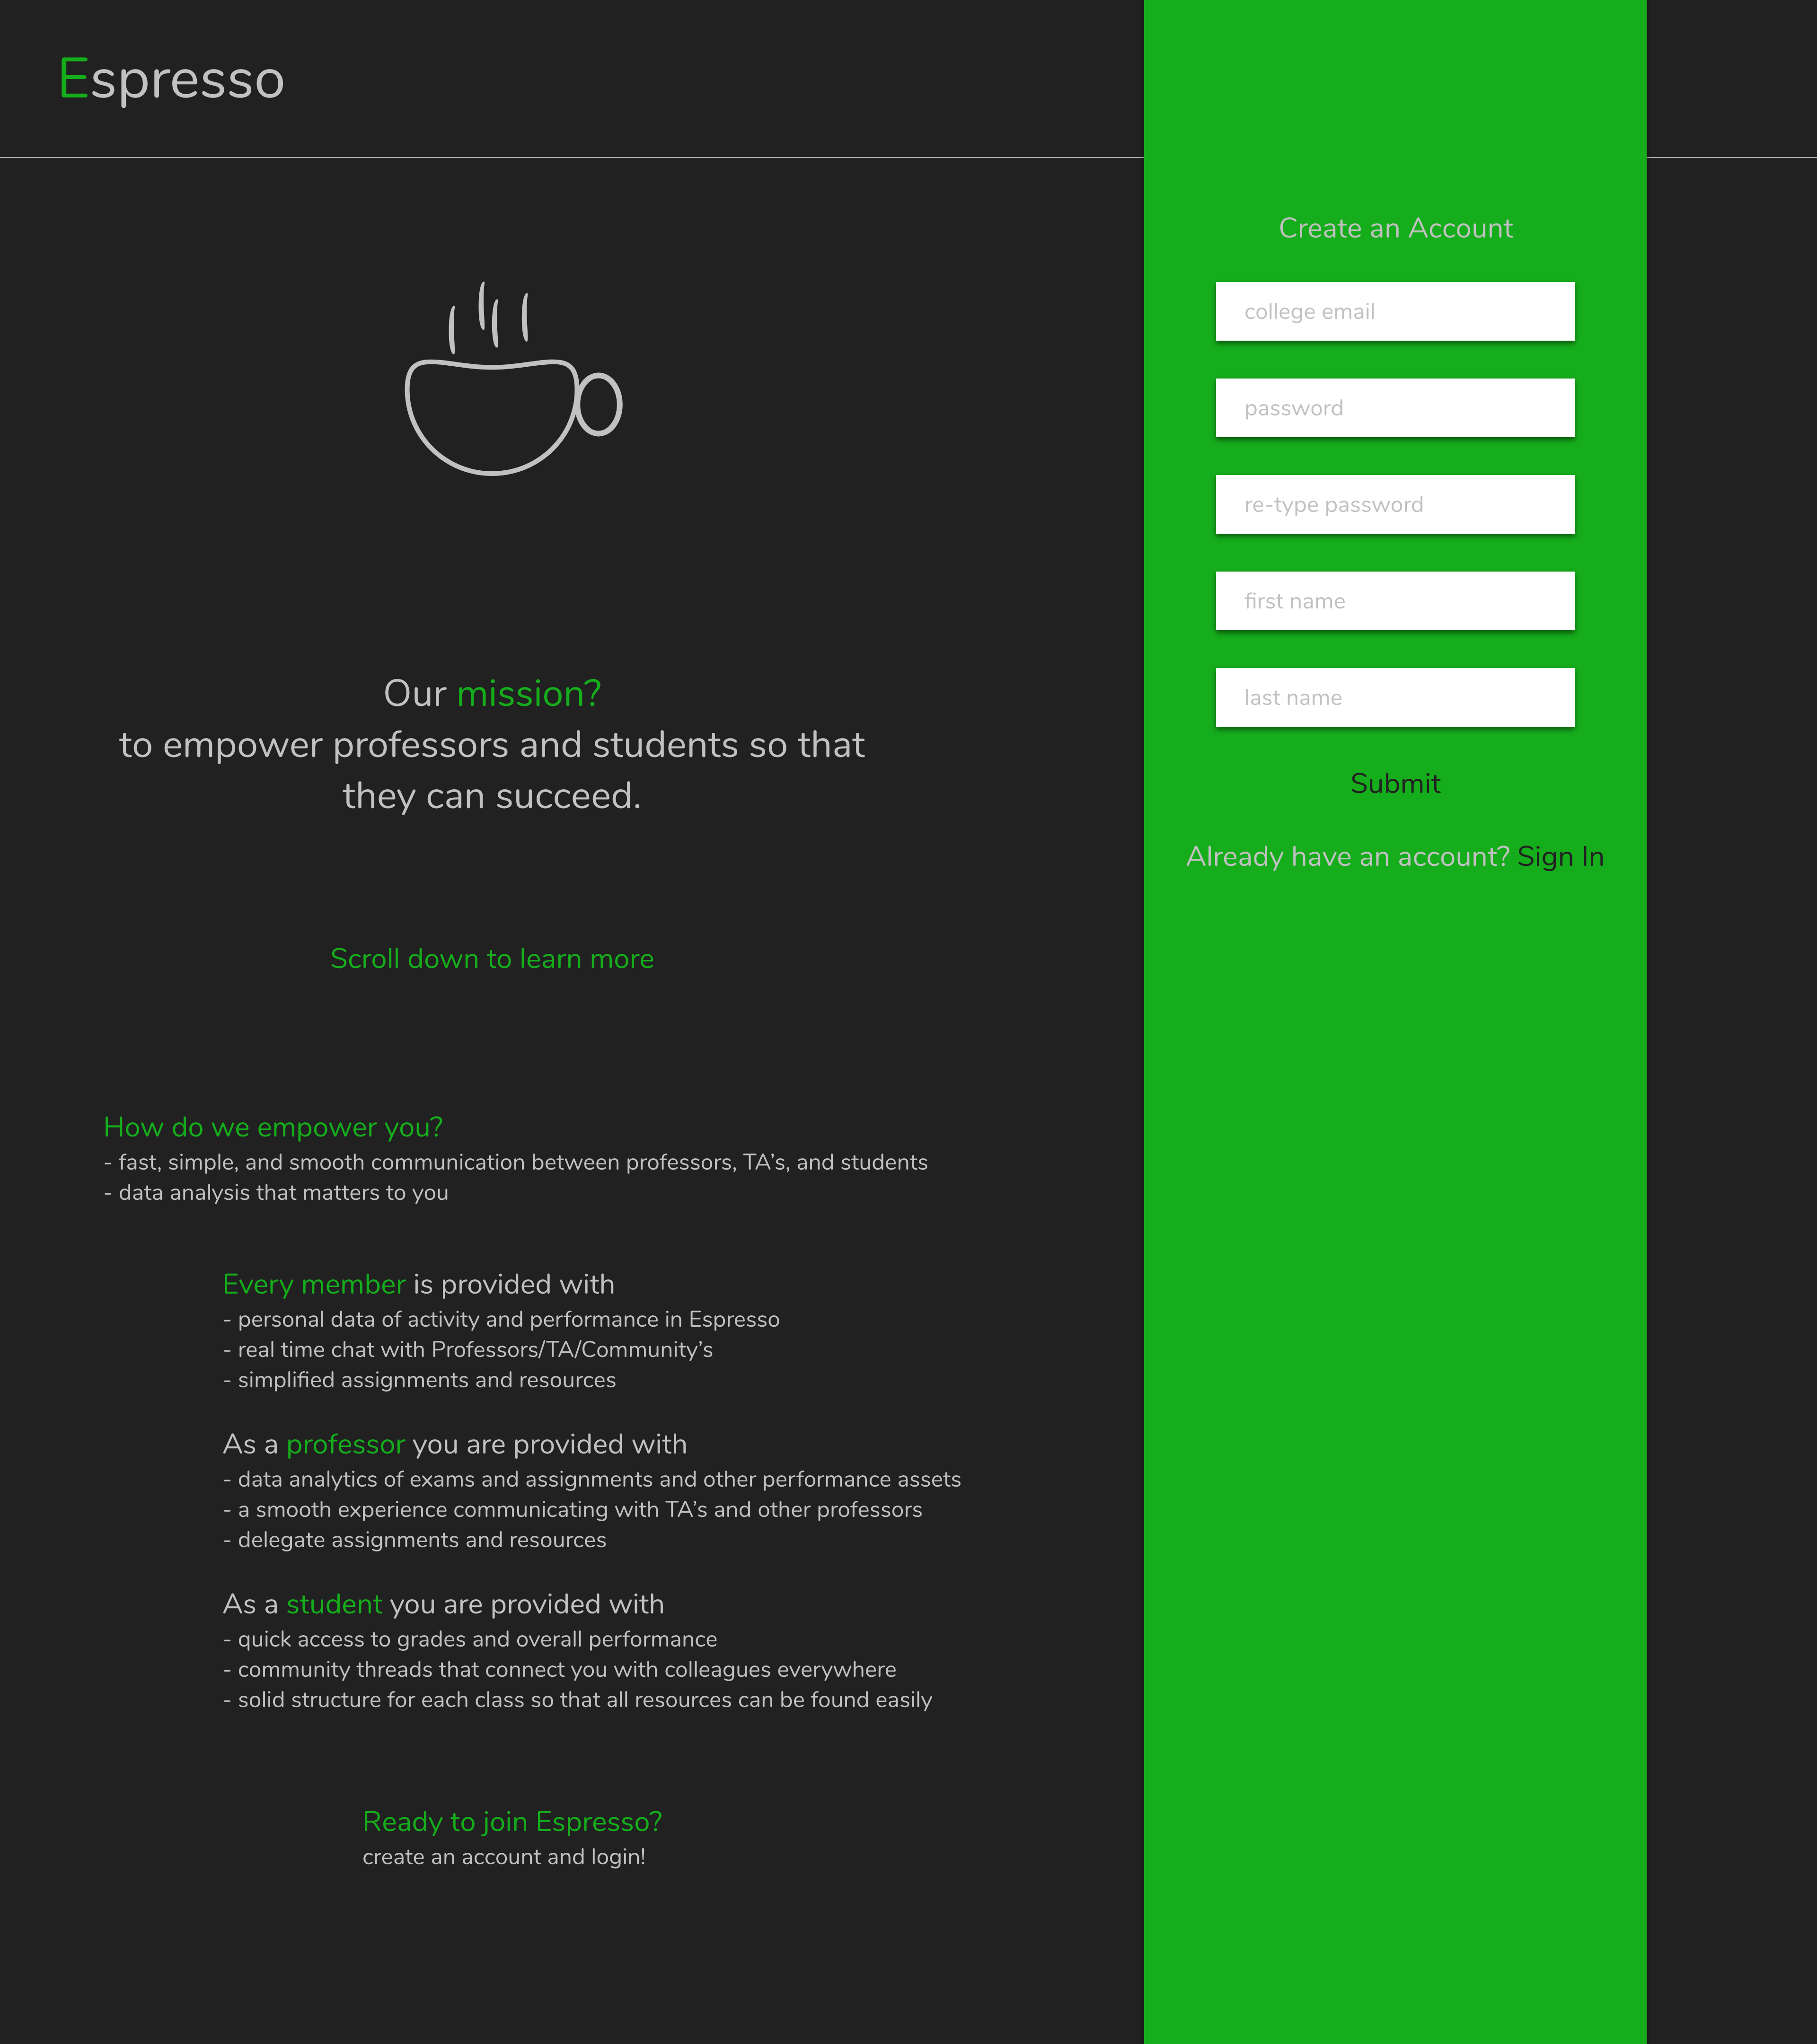 Espresso
Create an Account
college email
password
re-type password
first name
last name
Submit
Already have an account? Sign In
Our mission?
to empower professors and students so that
they can succeed.
Scroll down to learn more
How do we empower you?
- fast, simple, and smooth communication between professors, TA’s, and students
- data analysis that matters to you
Every member is provided with
- personal data of activity and performance in Espresso
- real time chat with Professors/TA/Community’s
- simplified assignments and resources
As a professor you are provided with
- data analytics of exams and assignments and other performance assets
- a smooth experience communicating with TA’s and other professors
- delegate assignments and resources
As a student you are provided with
- quick access to grades and overall performance
- community threads that connect you with colleagues everywhere
- solid structure for each class so that all resources can be found easily
Ready to join Espresso?
create an account and login!